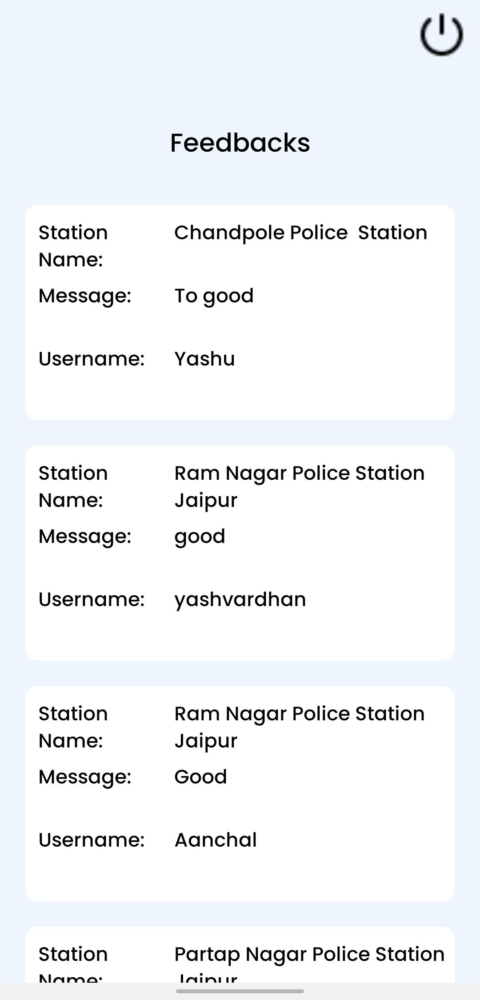 Feedbacks
Station Chandpole Police  Station
Name:
Message: To good
Username: Yashu
Station Ram Nagar Police Station
Name: Jaipur
Message: good
Username: yashvardhan
Station Ram Nagar Police Station
Name: Jaipur
Message: Good
Username: Aanchal
Station Partap Nagar Police Station
Name: Jaipur